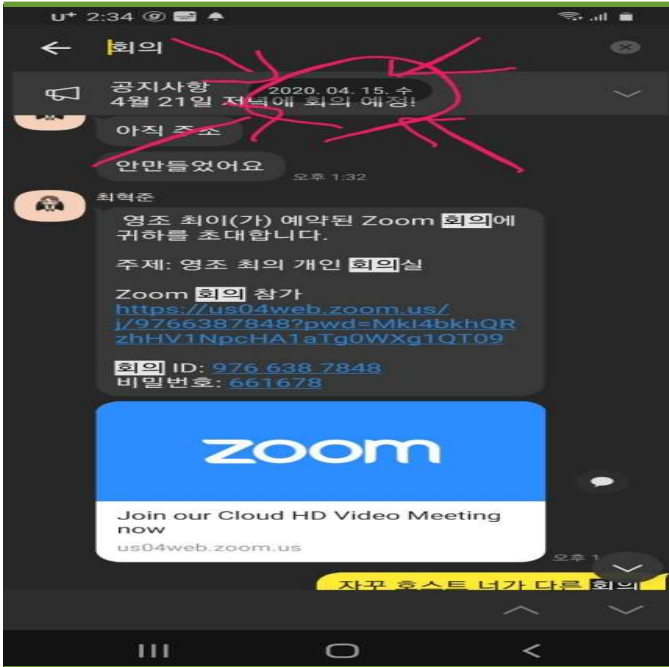 U+ 2:34
회의
공지사항
2020. 04. 15. 수
4월 21일 저녁에 회의 예정!
아직 주소
안만들었어요
오후 1:32
최혁준
영조 최이(가) 예약된 Zoom 회의에
귀하를 초대합니다.
주제: 영조 최의 개인 회의실
Zoom 회의 참가
https://us04web.zoom.us/
j/9766387848?pwd=Mkl4bkhQR
zhHV1NpcHA1aTg0WXg1QT09
회의 ID: 976 638 7848
비밀번호: 661678
zoom
Join our Cloud HD Video Meeting
now
us04web.zoom.us
오후 1
자꾸 호스트 너가 다른 회의